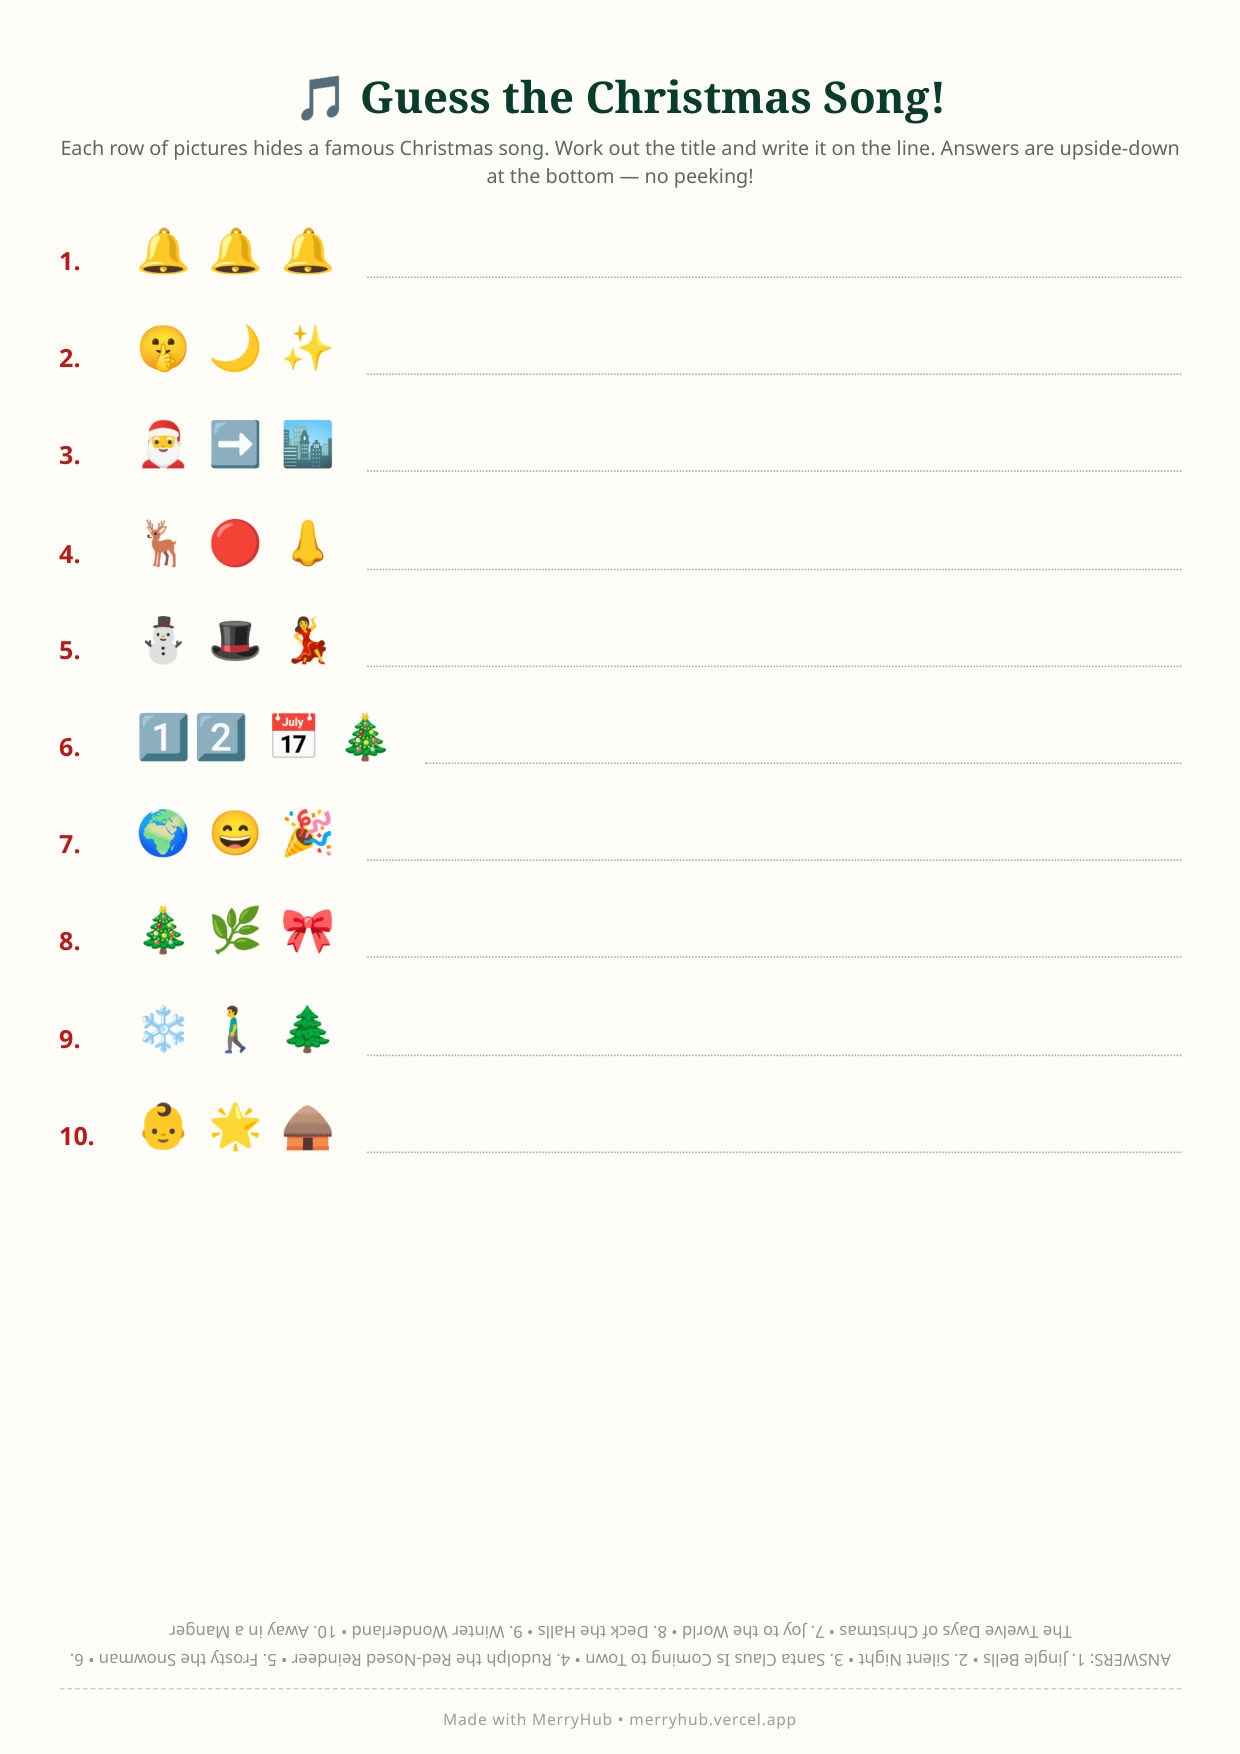 🎵 Guess the Christmas Song!
Each row of pictures hides a famous Christmas song. Work out the title and write it on the line. Answers are upside-down
at the bottom — no peeking!
1.
2.
3.
4.
5.
6. 1 2 July 17
7.
8.
9.
10.
ANSWERS: 1. Jingle Bells • 2. Silent Night • 3. Santa Claus Is Coming to Town • 4. Rudolph the Red-Nosed Reindeer • 5. Frosty the Snowman • 6.
The Twelve Days of Christmas • 7. Joy to the World • 8. Deck the Halls • 9. Winter Wonderland • 10. Away in a Manger
Made with MerryHub • merryhub.vercel.app